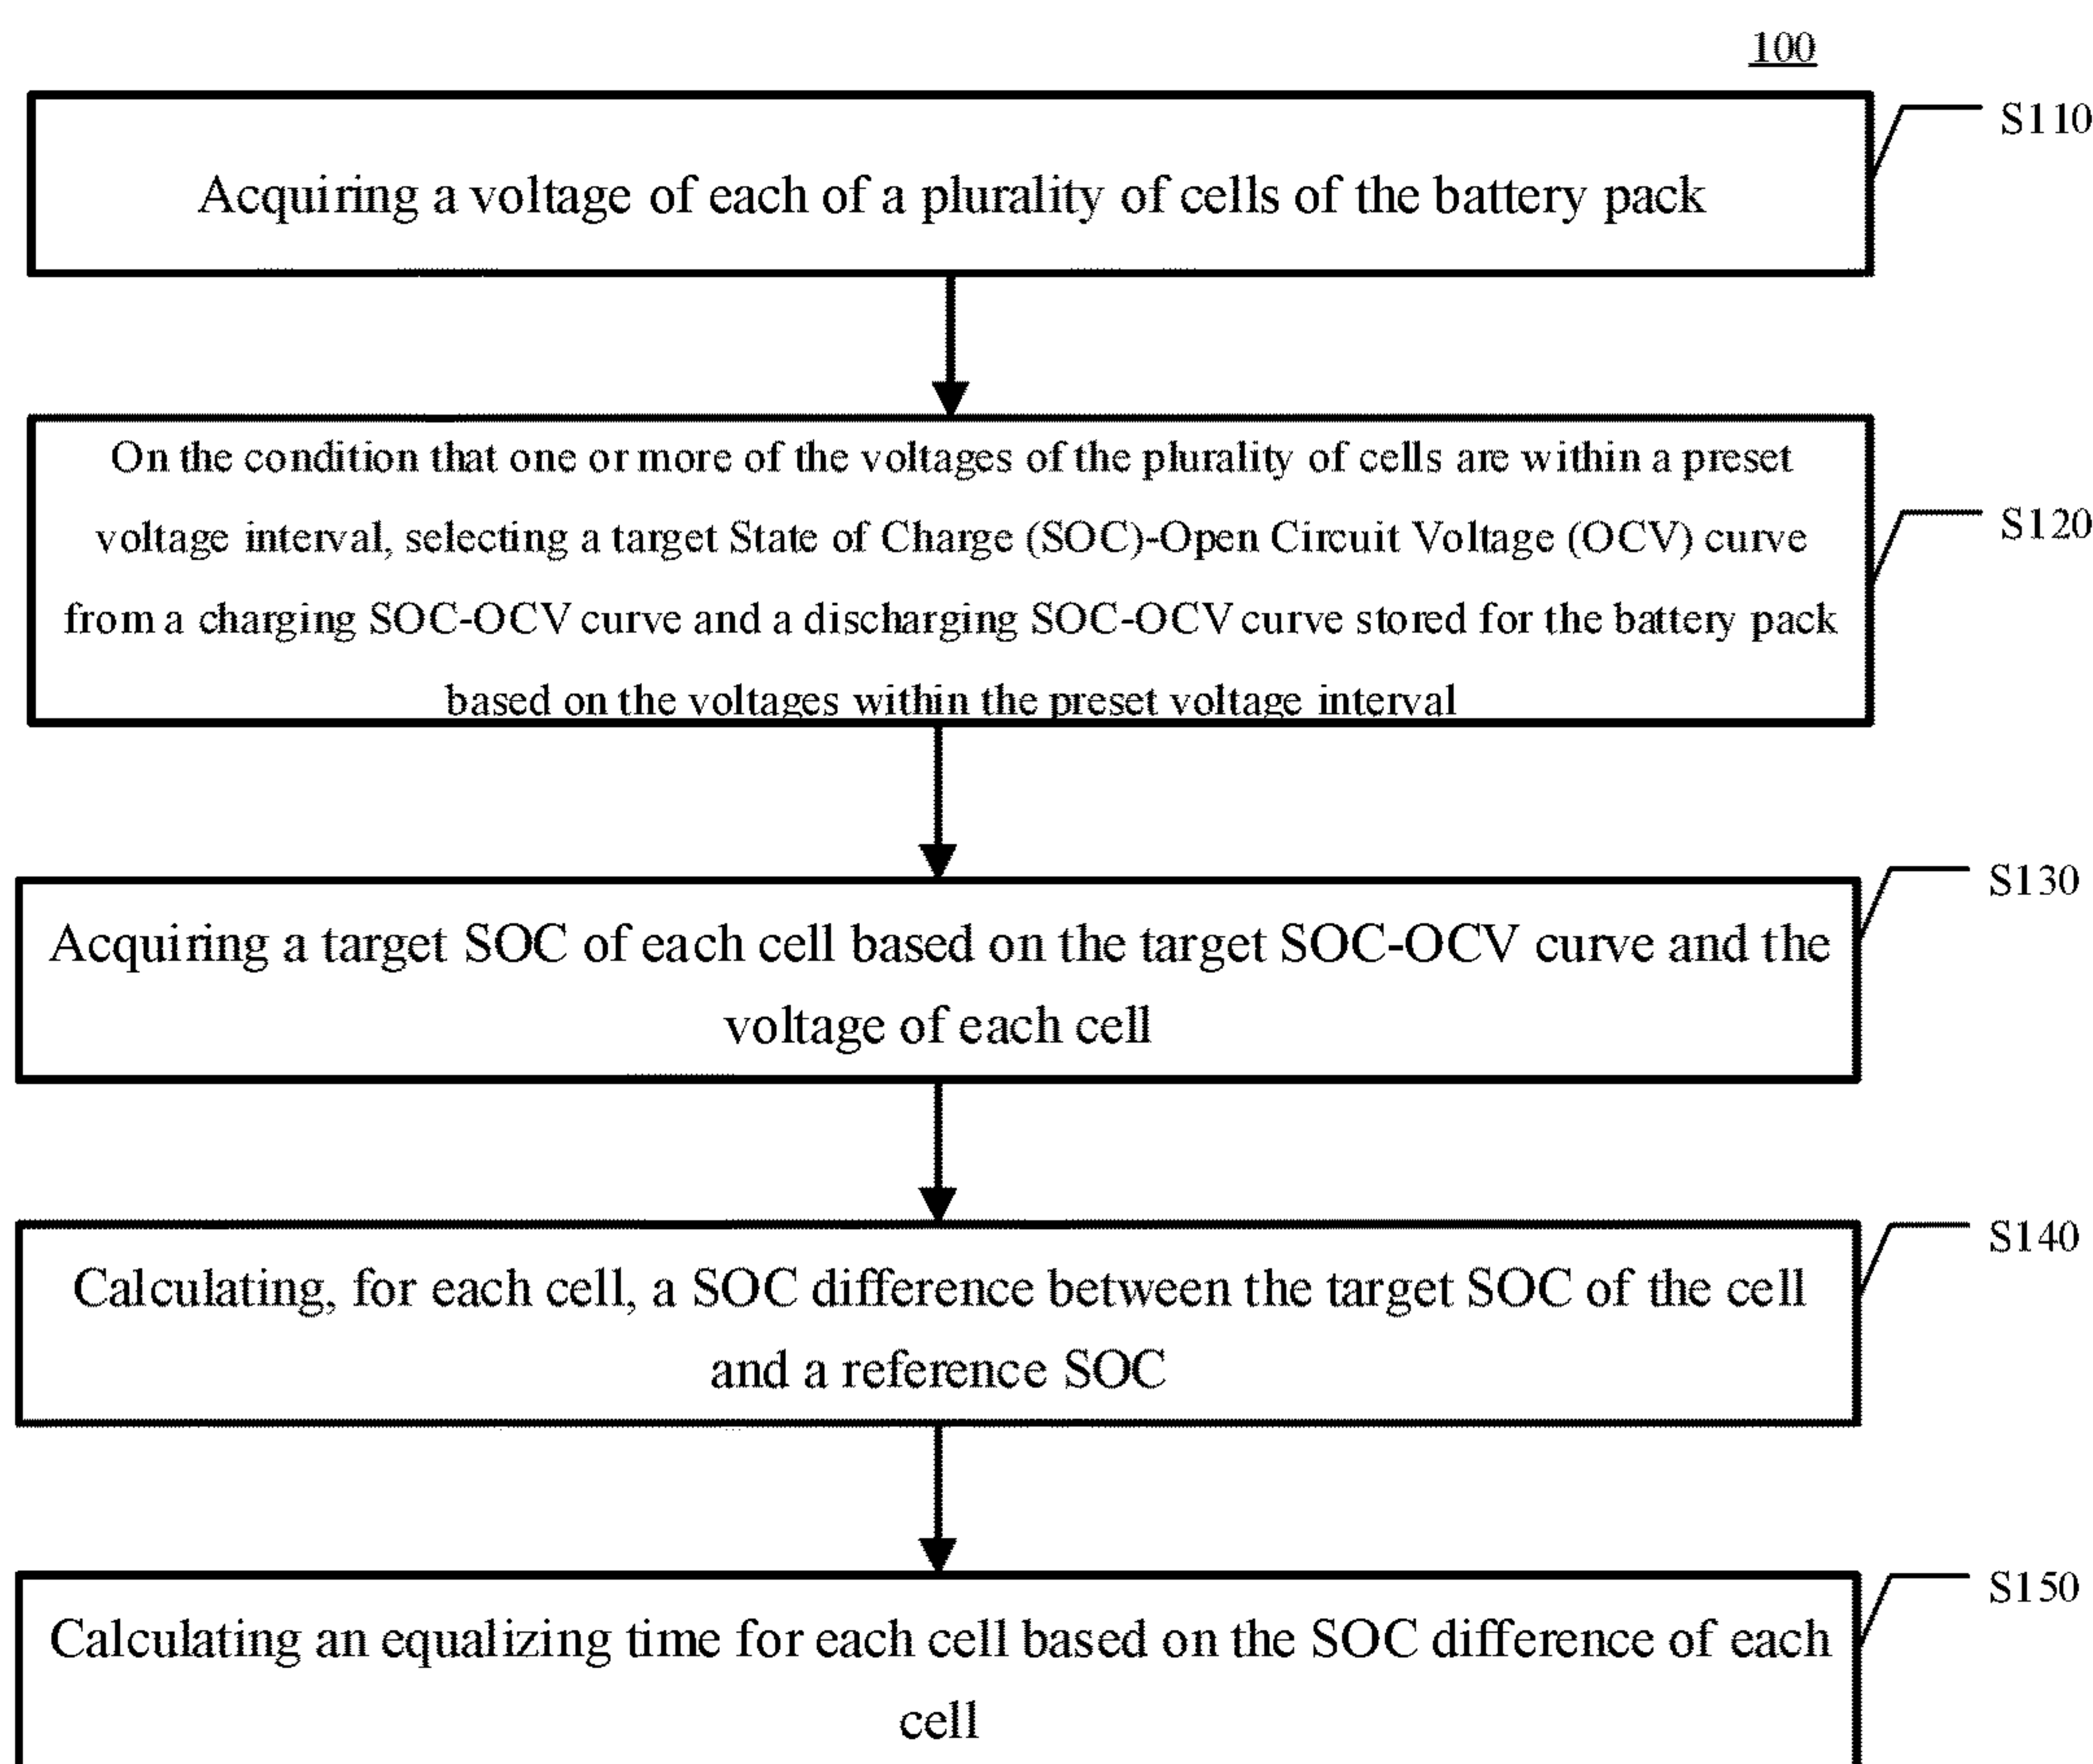 100
S110
Acquiring a voltage of each of a plurality of cells of the battery pack
On the condition that one or more of the voltages of the plurality of cells are within a preset
voltage interval, selecting a target State of Charge (SOC)-Open Circuit Voltage (OCV) curve
S120
from a charging SOC-OCV curve and a discharging SOC-OCV curve stored for the battery pack
based on the voltages within the preset voltage interval
S130
Acquiring a target SOC of each cell based on the target SOC-OCV curve and the
voltage of each cell
S140
Calculating, for each cell, a SOC difference between the target SOC of the cell
and a reference SOC
S150
Calculating an equalizing time for each cell based on the SOC difference of each
cell